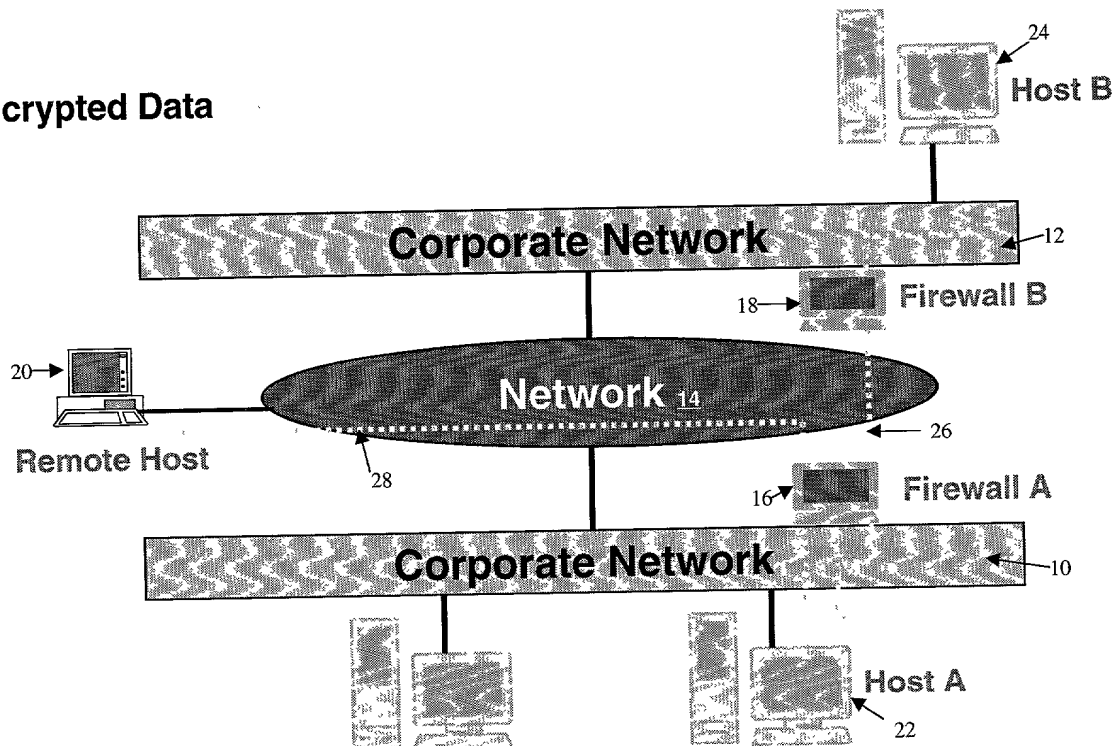 24
Host B
crypted Data
Corporate Network
12
18
Firewall B
20
Network 14
26
Remote Host
28
16
Firewall A
Corporate Network
10
Host A
22